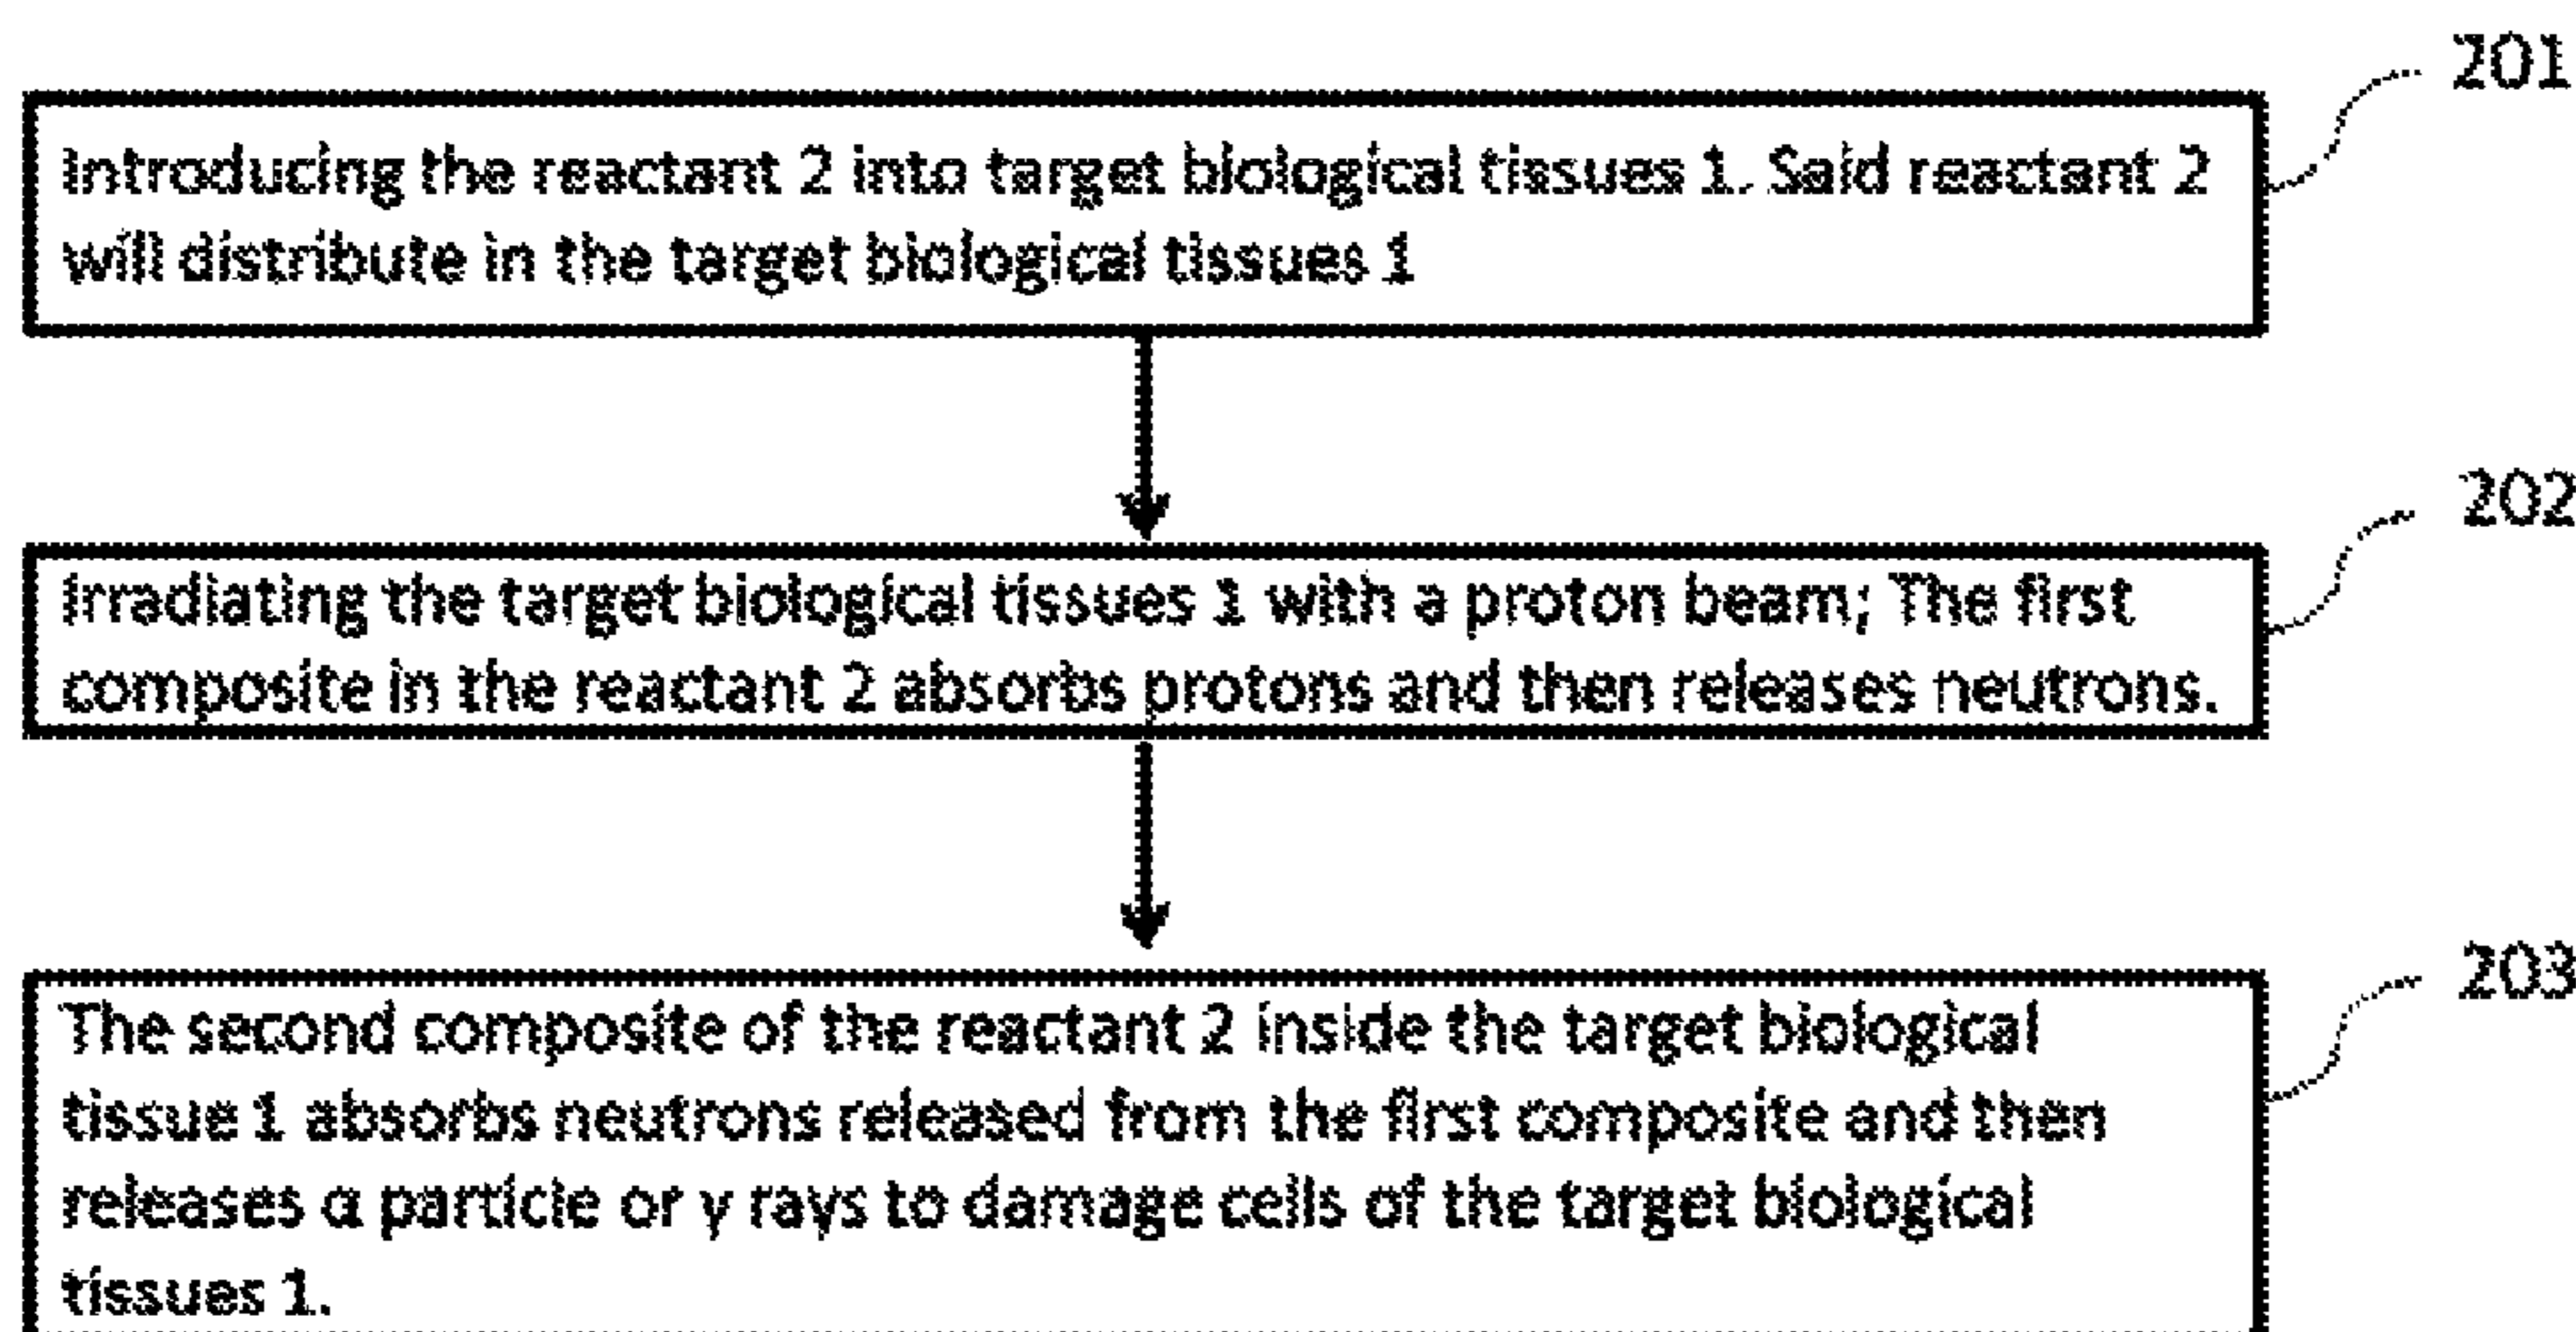 201
Introducing the reactant 2 into target biological tissues 1. Said reactant 2
will distribute in the target biological tissues 1
202
Irradiating the target biological tissues 1 with a proton beam; The first
composite in the reactant 2 absorbs protons and then releases neutrons.
203
The second composite of the reactant 2 inside the target biological
tissue 1 absorbs neutrons released from the first composite and then
releases α particle or γ rays to damage cells of the target biological
tissues 1.